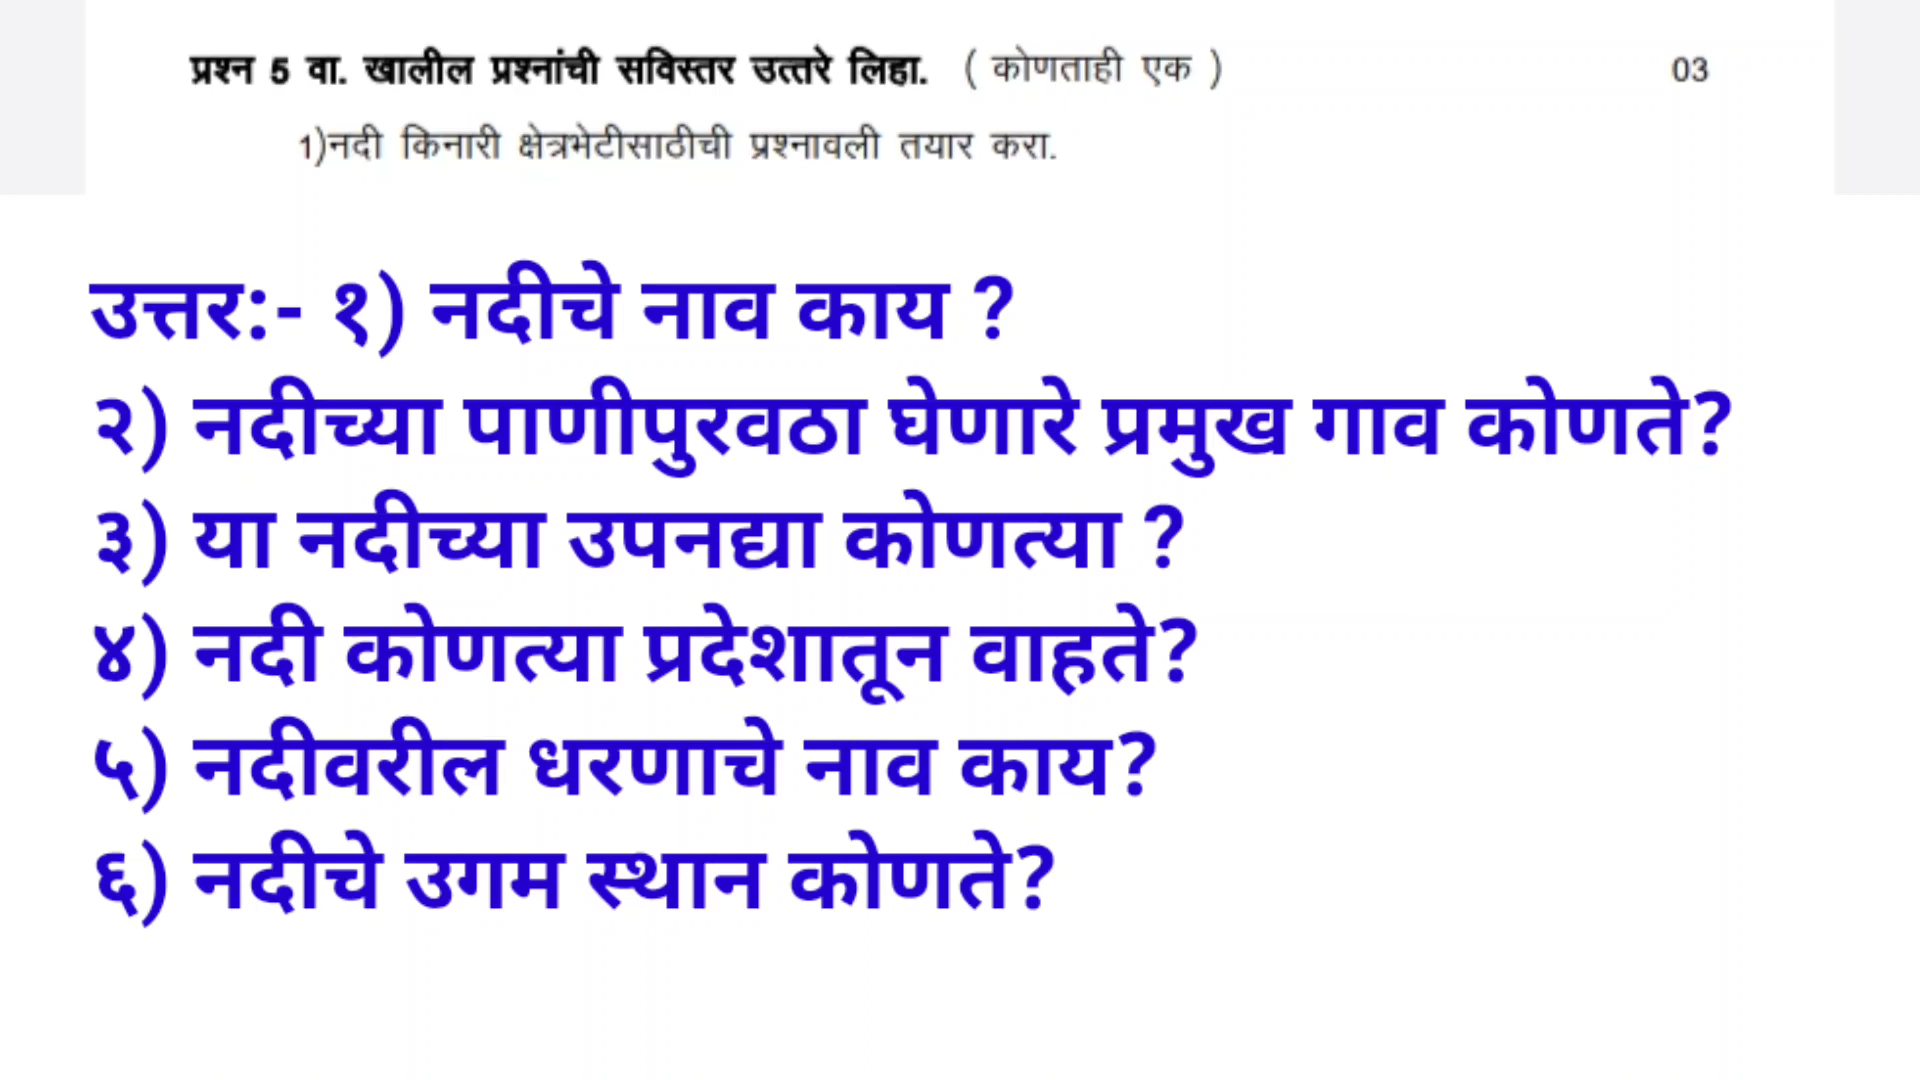 प्रश्न 5 वा. खालील प्रश्नांची सविस्तर उत्तरे लिहा. ( कोणताही एक ) 03
1)नदी किनारी क्षेत्रभेटीसाठीची प्रश्नावली तयार करा.
उत्तर:- १) नदीचे नाव काय ?
२) नदीच्या पाणीपुरवठा घेणारे प्रमुख गाव कोणते?
३) या नदीच्या उपनद्या कोणत्या ?
४) नदी कोणत्या प्रदेशातून वाहते?
५) नदीवरील धरणाचे नाव काय?
६) नदीचे उगम स्थान कोणते?